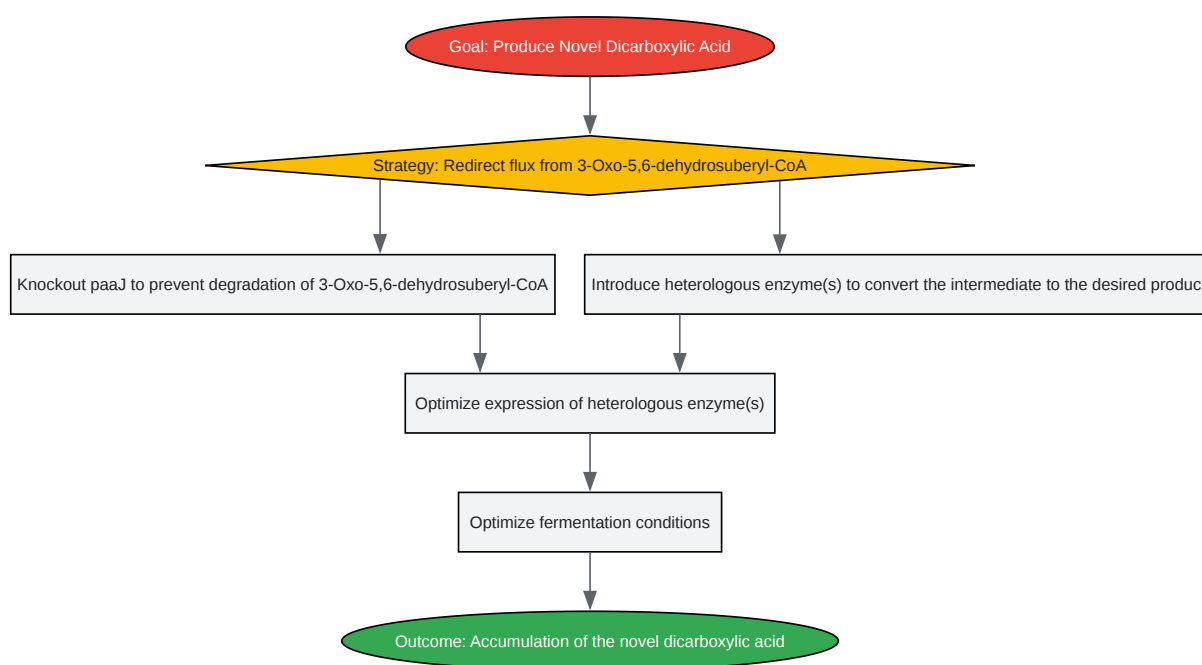 Goal: Produce Novel Dicarboxylic Acid
Strategy: Redirect flux from 3-Oxo-5,6-dehydrosuberyl-CoA
Knockout paaJ to prevent degradation of 3-Oxo-5,6-dehydrosuberyl-CoA
Introduce heterologous enzyme(s) to convert the intermediate to the desired product
Optimize expression of heterologous enzyme(s)
Optimize fermentation conditions
Outcome: Accumulation of the novel dicarboxylic acid